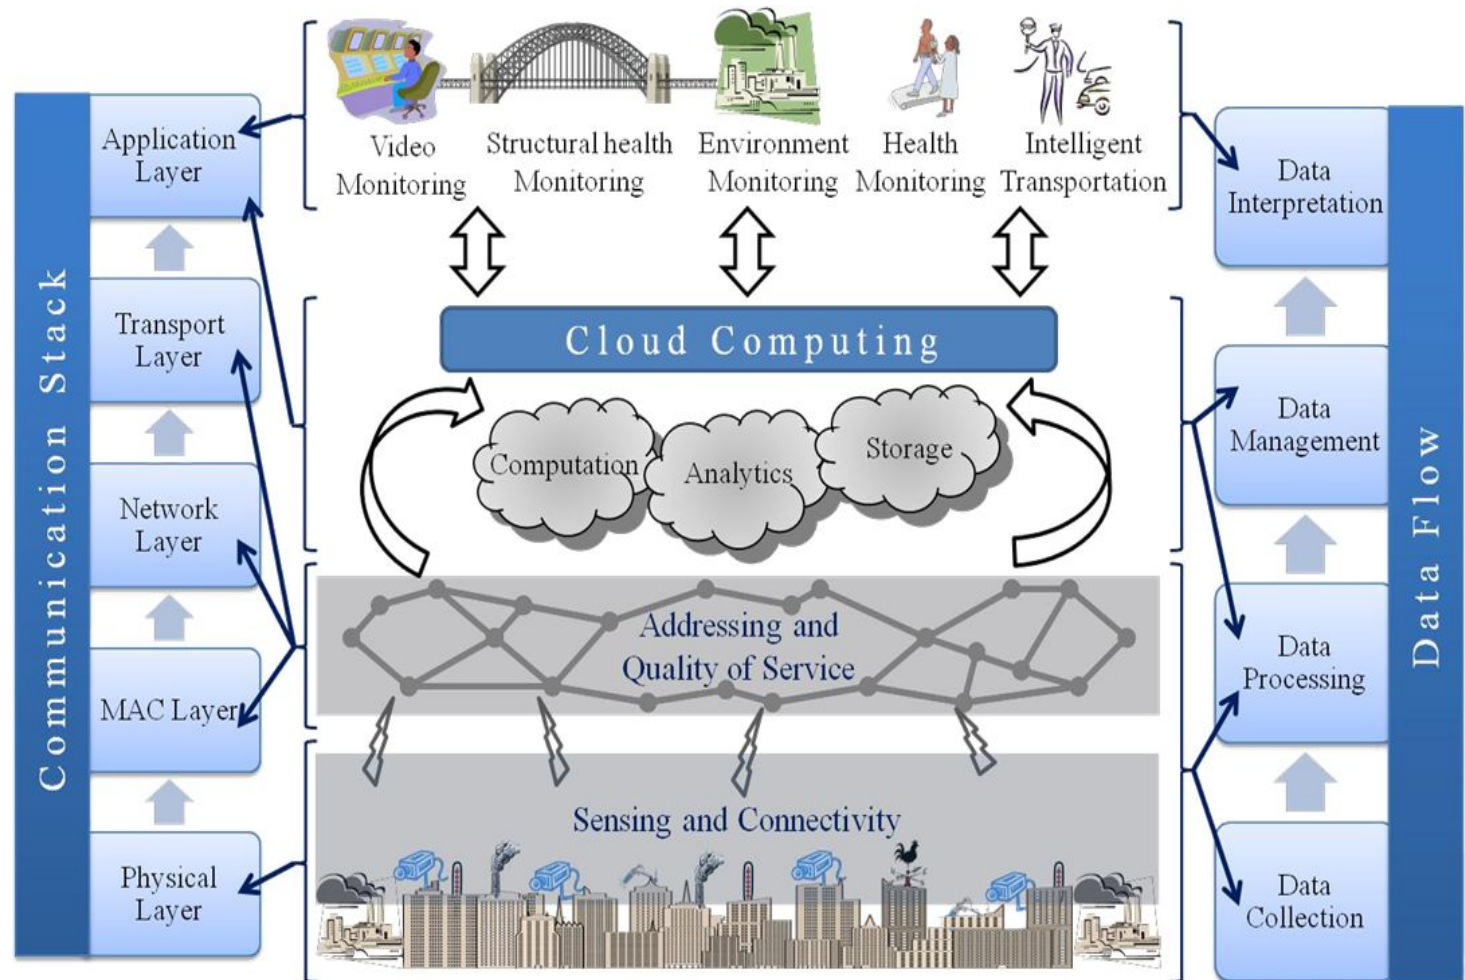 Communication Stack
Application
Layer
Transport
Layer
Network
Layer
MAC Layer
Physical
Layer
Video
Monitoring
Structural health
Monitoring
Environment
Monitoring
Health
Monitoring
Intelligent
Transportation
Cloud Computing
Computation
Analytics
Storage
Addressing and
Quality of Service
Sensing and Connectivity
Data
Interpretation
Data
Management
Data
Processing
Data
Collection
Data Flow